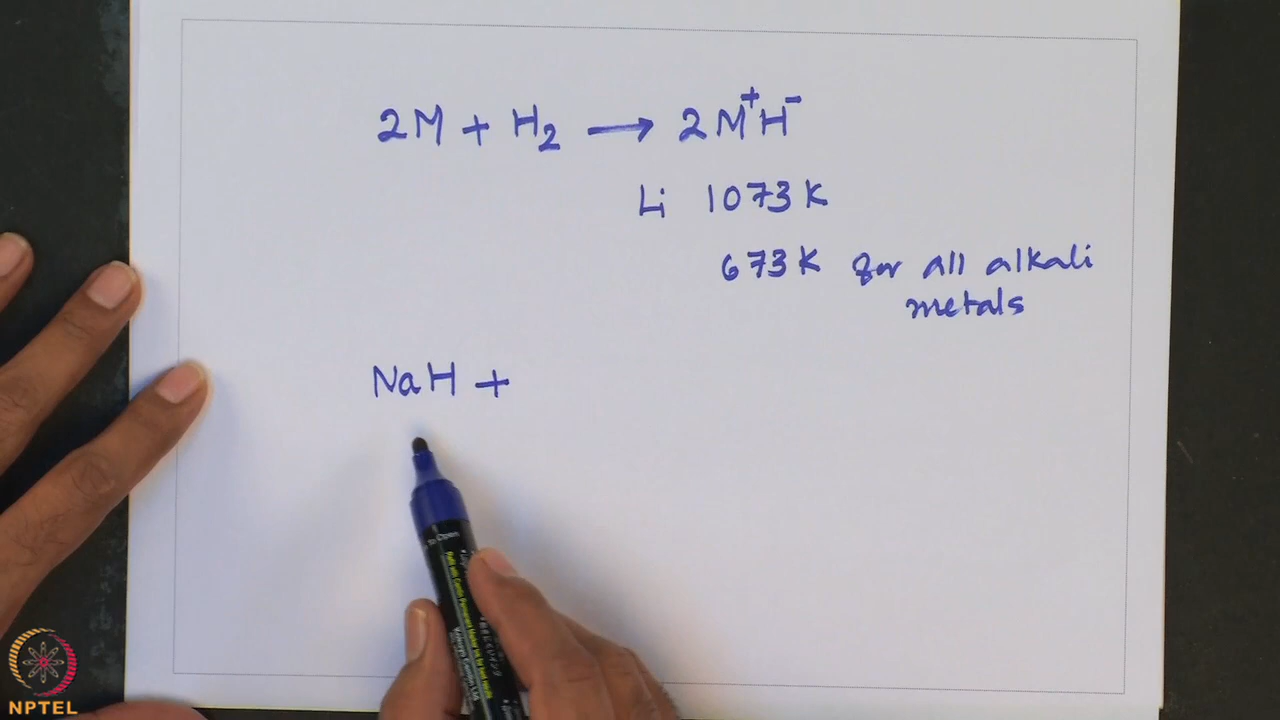 2M + H₂ ⟶ 2M⁺H⁻
Li 1073 K
673 K for all alkali
metals
NaH +
NPTEL